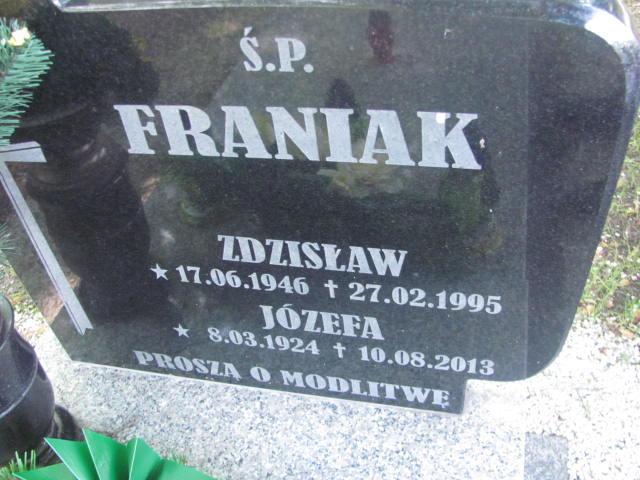 Ś.P.
FRANIAK
ZDZISŁAW
★ 17.06.1946 ✝ 27.02.1995
JÓZEFA
★ 8.03.1924 ✝ 10.08.2013
PROSZĄ O MODLITWĘ